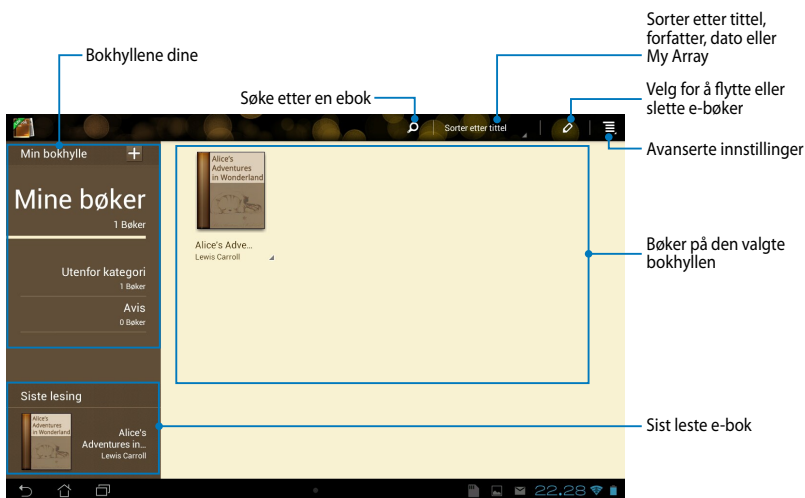 Sorter etter tittel,
forfatter, dato eller
My Array
Bokhyllene dine
Søke etter en ebok
Velg for å flytte eller
slette e-bøker
Avanserte innstillinger
Sorter etter tittel
Min bokhylle
Mine bøker
1 Bøker
Utenfor kategori
1 Bøker
Avis
0 Bøker
Alice's
Adventures
in Wonderland
Alice's Adve...
Lewis Carroll
Bøker på den valgte
bokhyllen
Siste lesing
Alice's
Adventures
in Wonderland
Alice's
Adventures in...
Lewis Carroll
Sist leste e-bok
22.28